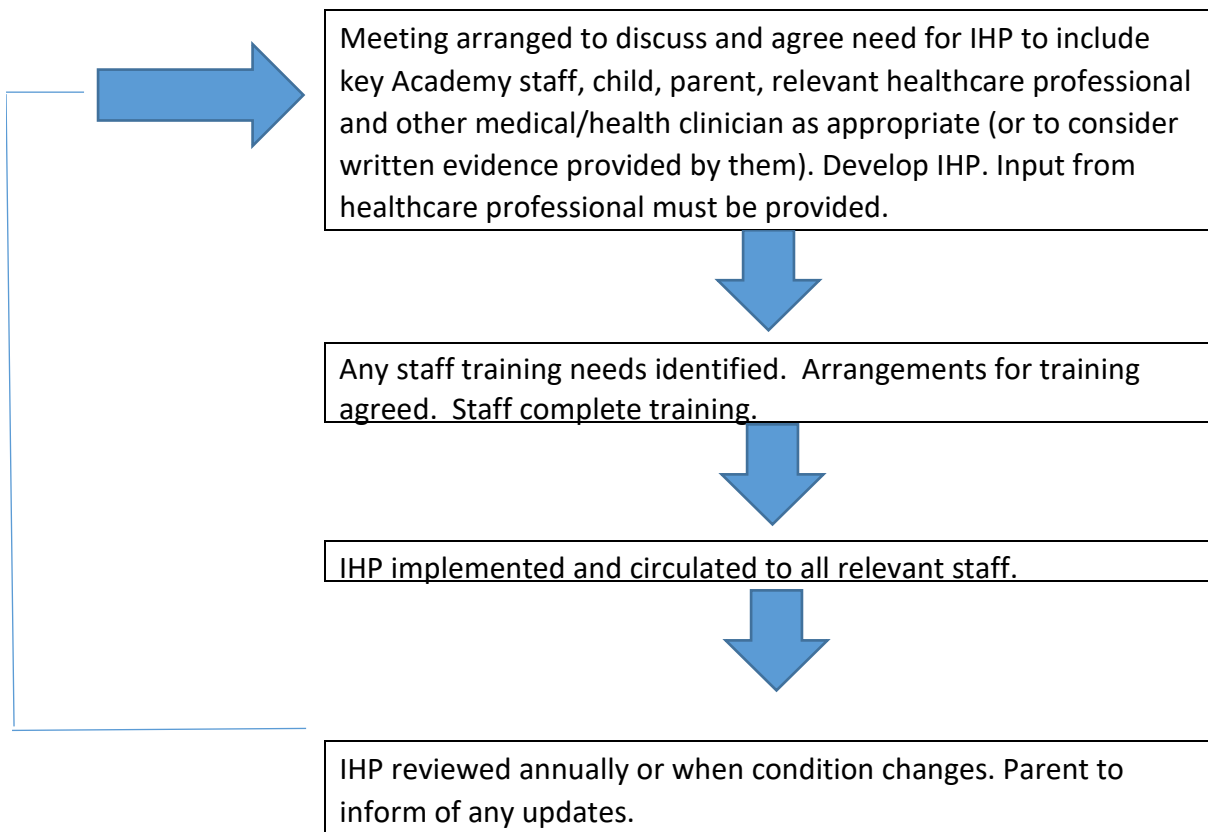 Meeting arranged to discuss and agree need for IHP to include
key Academy staff, child, parent, relevant healthcare professional
and other medical/health clinician as appropriate (or to consider
written evidence provided by them). Develop IHP. Input from
healthcare professional must be provided.
Any staff training needs identified.  Arrangements for training
agreed.  Staff complete training.
IHP implemented and circulated to all relevant staff.
IHP reviewed annually or when condition changes. Parent to
inform of any updates.